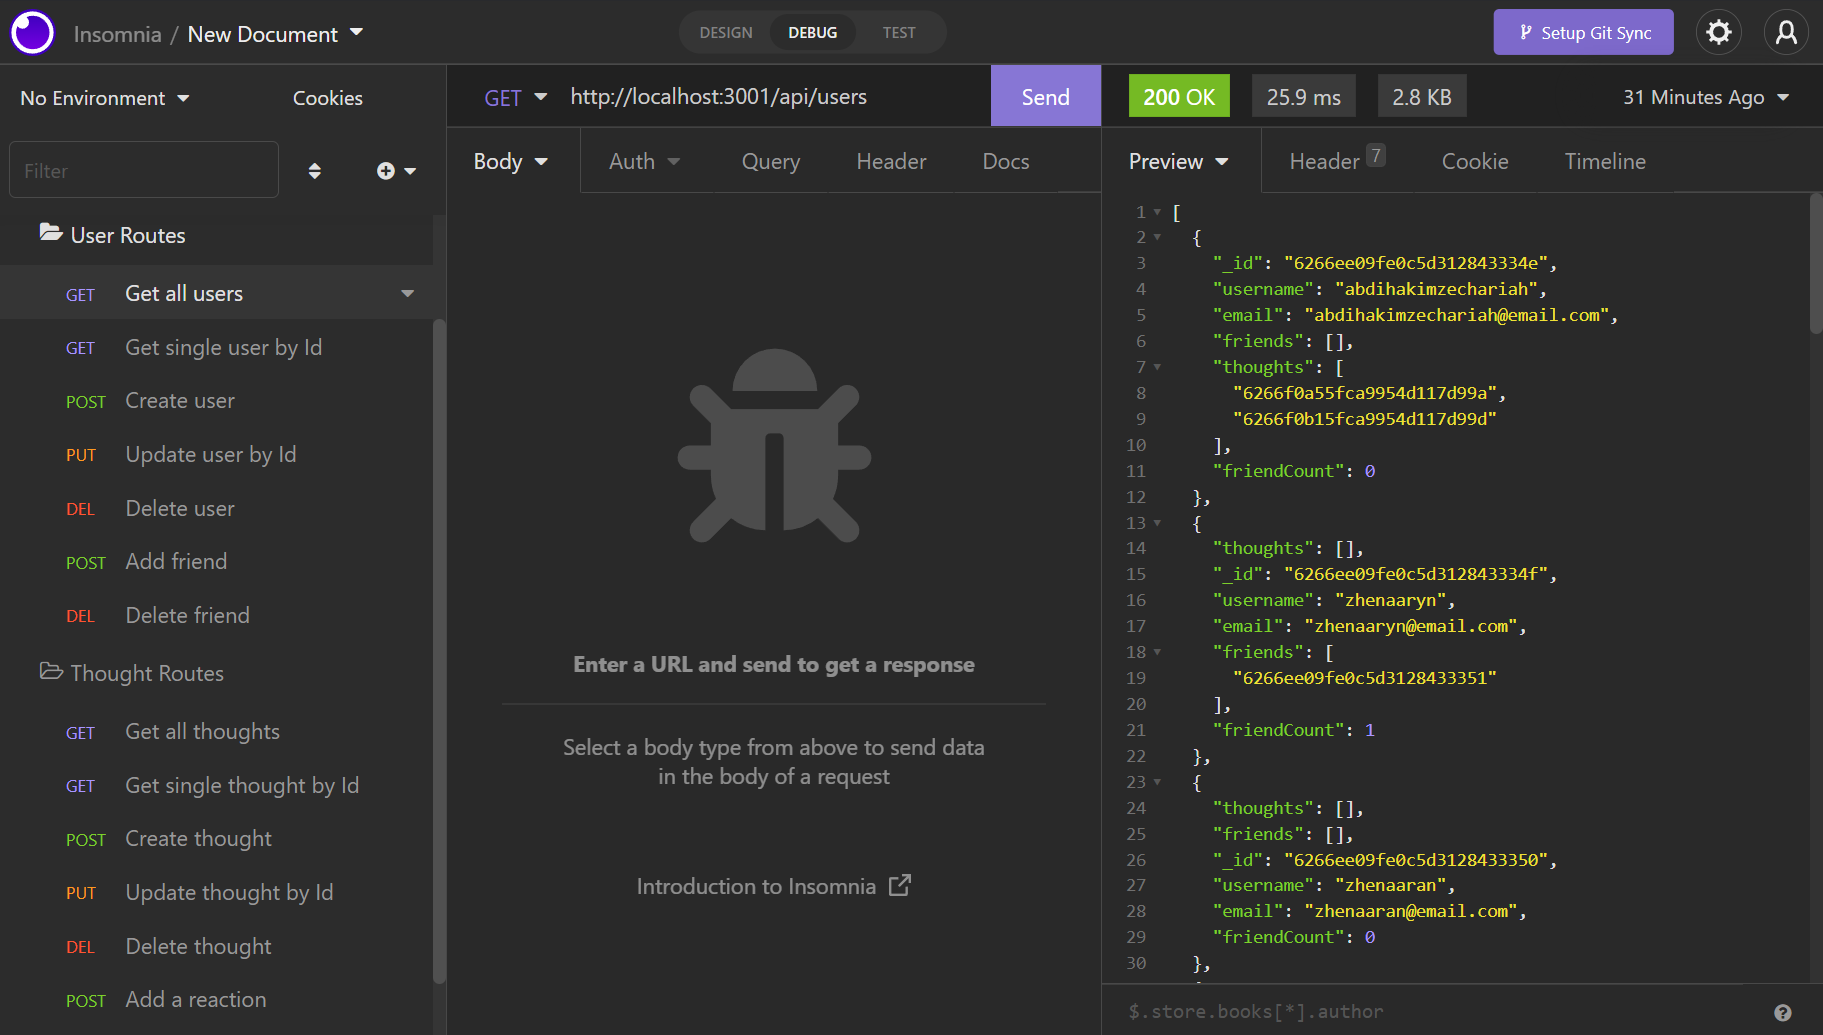 Insomnia / New Document
DESIGN DEBUG TEST
Setup Git Sync
No Environment Cookies
Filter
User Routes
GET Get all users
GET Get single user by Id
POST Create user
PUT Update user by Id
DEL Delete user
POST Add friend
DEL Delete friend
Thought Routes
GET Get all thoughts
GET Get single thought by Id
POST Create thought
PUT Update thought by Id
DEL Delete thought
POST Add a reaction
GET http://localhost:3001/api/users Send
Body Auth Query Header Docs
Enter a URL and send to get a response
Select a body type from above to send data
in the body of a request
Introduction to Insomnia
200 OK 25.9 ms 2.8 KB 31 Minutes Ago
Preview Header 7 Cookie Timeline
1 [
2 {
3 "_id": "6266ee09fe0c5d312843334e",
4 "username": "abdihakimzechariah",
5 "email": "abdihakimzechariah@email.com",
6 "friends": [],
7 "thoughts": [
8 "6266f0a55fca9954d117d99a",
9 "6266f0b15fca9954d117d99d"
10 ],
11 "friendCount": 0
12 },
13 {
14 "thoughts": [],
15 "_id": "6266ee09fe0c5d312843334f",
16 "username": "zhenaaryn",
17 "email": "zhenaaryn@email.com",
18 "friends": [
19 "6266ee09fe0c5d3128433351"
20 ],
21 "friendCount": 1
22 },
23 {
24 "thoughts": [],
25 "friends": [],
26 "_id": "6266ee09fe0c5d3128433350",
27 "username": "zhenaaran",
28 "email": "zhenaaran@email.com",
29 "friendCount": 0
30 },
$.store.books[*].author